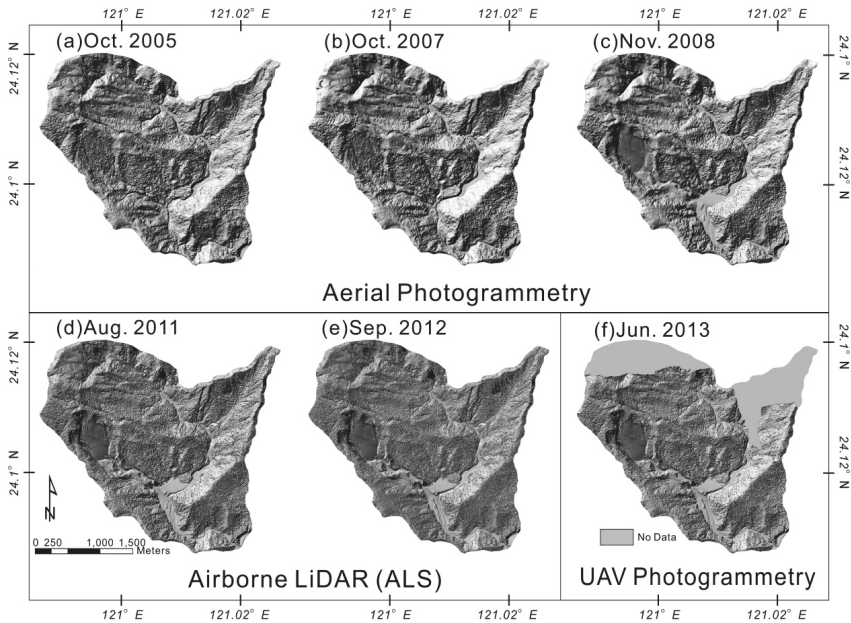 121° E 121.02° E 121° E 121.02° E 121° E 121.02° E
(a)Oct. 2005 (b)Oct. 2007 (c)Nov. 2008
24.12° N 24.1° N
24.1° N 24.12° N
Aerial Photogrammetry
(d)Aug. 2011 (e)Sep. 2012 (f)Jun. 2013
24.12° N 24.1° N
24.1° N 24.12° N
N
No Data
0 250 500 1,000 1,500
Meters
Airborne LiDAR (ALS) UAV Photogrammetry
121° E 121.02° E 121° E 121.02° E 121° E 121.02° E